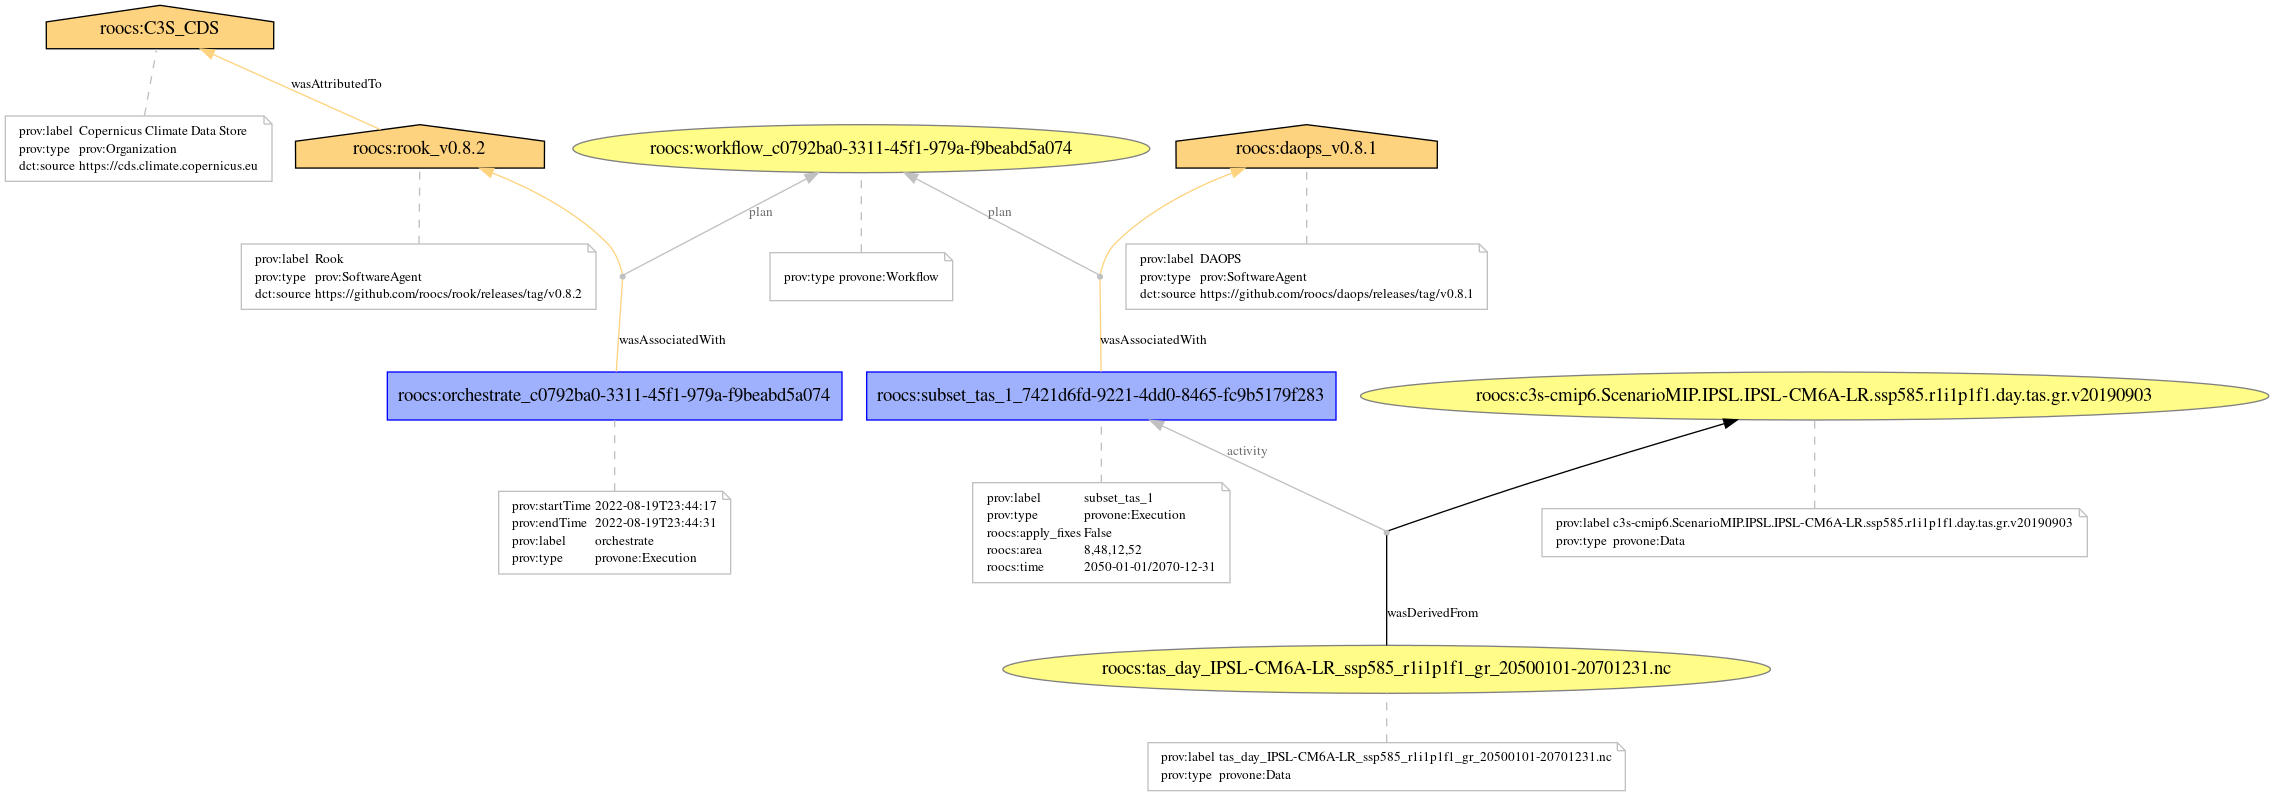 roocs:C3S_CDS
wasAttributedTo
prov:label Copernicus Climate Data Store
prov:type prov:Organization
dct:source https://cds.climate.copernicus.eu
roocs:rook_v0.8.2
roocs:workflow_c0792ba0-3311-45f1-979a-f9beabd5a074
roocs:daops_v0.8.1
plan
plan
prov:label Rook
prov:type prov:SoftwareAgent
dct:source https://github.com/roocs/rook/releases/tag/v0.8.2
prov:type provone:Workflow
prov:label DAOPS
prov:type prov:SoftwareAgent
dct:source https://github.com/roocs/daops/releases/tag/v0.8.1
wasAssociatedWith
wasAssociatedWith
roocs:orchestrate_c0792ba0-3311-45f1-979a-f9beabd5a074
roocs:subset_tas_1_7421d6fd-9221-4dd0-8465-fc9b5179f283
roocs:c3s-cmip6.ScenarioMIP.IPSL.IPSL-CM6A-LR.ssp585.r1i1p1f1.day.tas.gr.v20190903
activity
prov:startTime 2022-08-19T23:44:17
prov:endTime 2022-08-19T23:44:31
prov:label orchestrate
prov:type provone:Execution
prov:label subset_tas_1
prov:type provone:Execution
roocs:apply_fixes False
roocs:area 8,48,12,52
roocs:time 2050-01-01/2070-12-31
prov:label c3s-cmip6.ScenarioMIP.IPSL.IPSL-CM6A-LR.ssp585.r1i1p1f1.day.tas.gr.v20190903
prov:type provone:Data
wasDerivedFrom
roocs:tas_day_IPSL-CM6A-LR_ssp585_r1i1p1f1_gr_20500101-20701231.nc
prov:label tas_day_IPSL-CM6A-LR_ssp585_r1i1p1f1_gr_20500101-20701231.nc
prov:type provone:Data